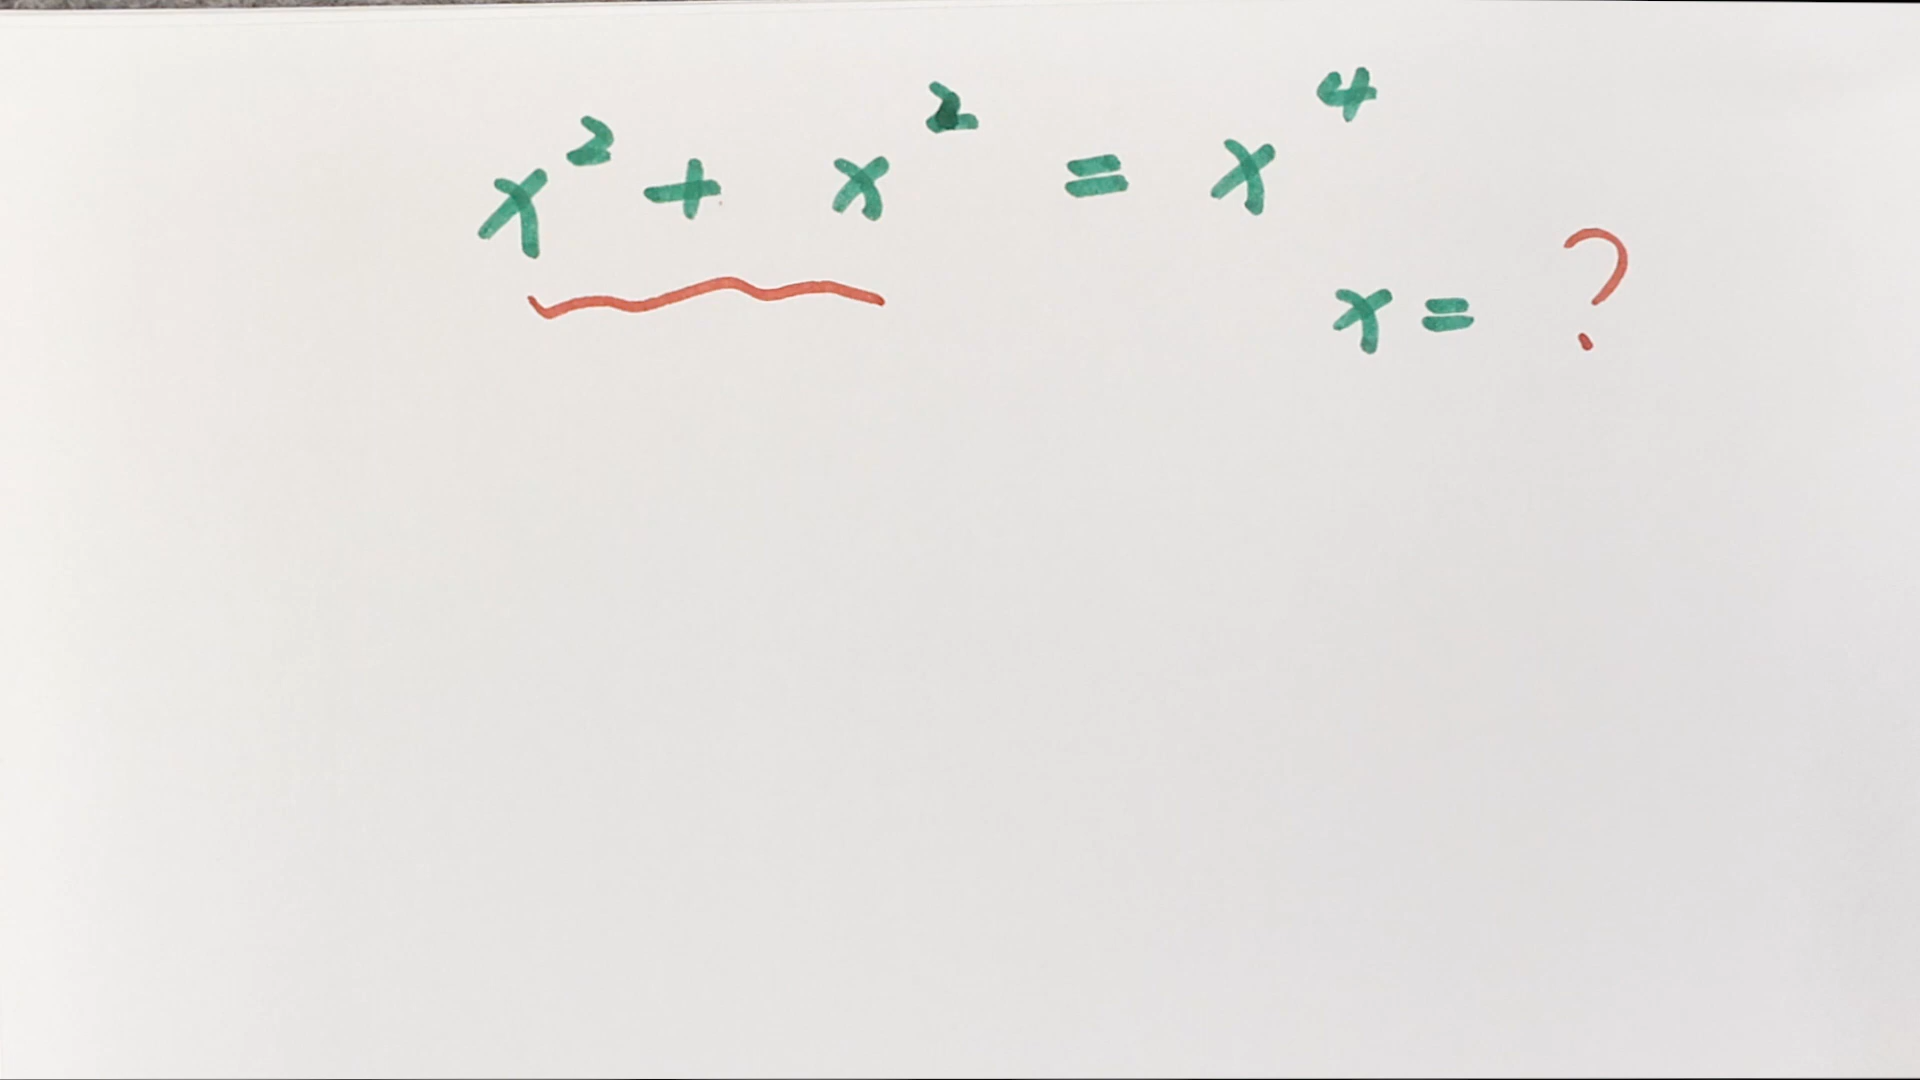 x² + x² = x⁴
x = ?